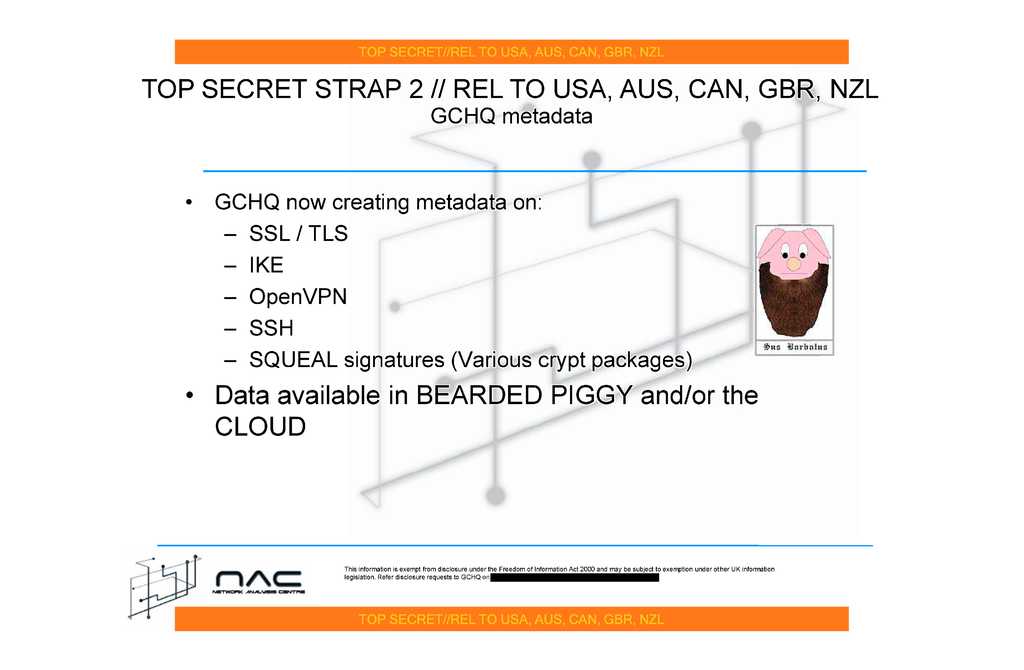 TOP SECRET//REL TO USA, AUS, CAN, GBR, NZL
TOP SECRET STRAP 2 // REL TO USA, AUS, CAN, GBR, NZL
GCHQ metadata
• GCHQ now creating metadata on:
– SSL / TLS
– IKE
– OpenVPN
– SSH
– SQUEAL signatures (Various crypt packages)
• Data available in BEARDED PIGGY and/or the
CLOUD
Sus Barbatus
NAC
NETWORK ANALYSIS CENTRE
This information is exempt from disclosure under the Freedom of Information Act 2000 and may be subject to exemption under other UK information
legislation. Refer disclosure requests to GCHQ on
TOP SECRET//REL TO USA, AUS, CAN, GBR, NZL